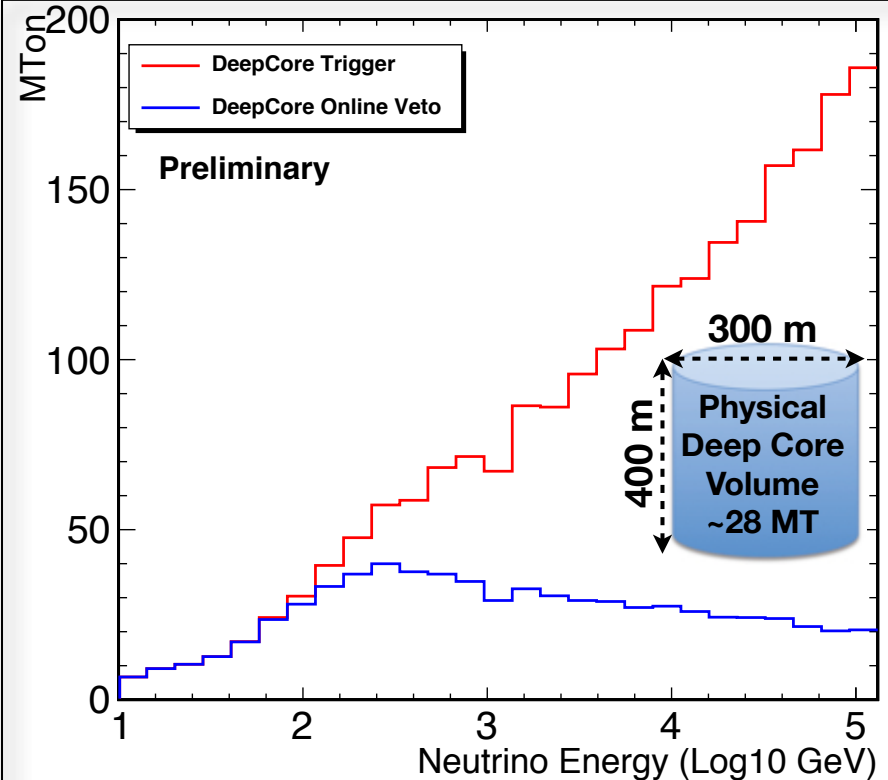 MTon
200
150
100
50
0
DeepCore Trigger
DeepCore Online Veto
Preliminary
300 m
400 m
Physical
Deep Core
Volume
~28 MT
1 2 3 4 5
Neutrino Energy (Log10 GeV)